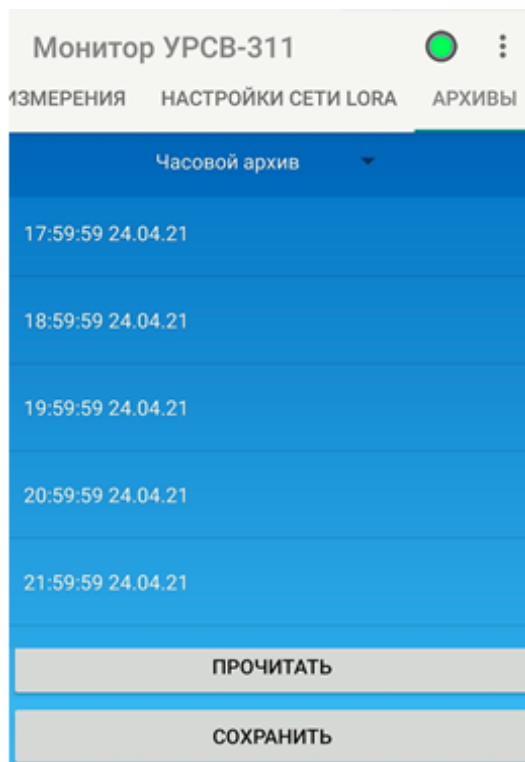 Монитор УРСВ-311
ИЗМЕРЕНИЯ НАСТРОЙКИ СЕТИ LORA АРХИВЫ
Часовой архив
17:59:59 24.04.21
18:59:59 24.04.21
19:59:59 24.04.21
20:59:59 24.04.21
21:59:59 24.04.21
ПРОЧИТАТЬ
СОХРАНИТЬ